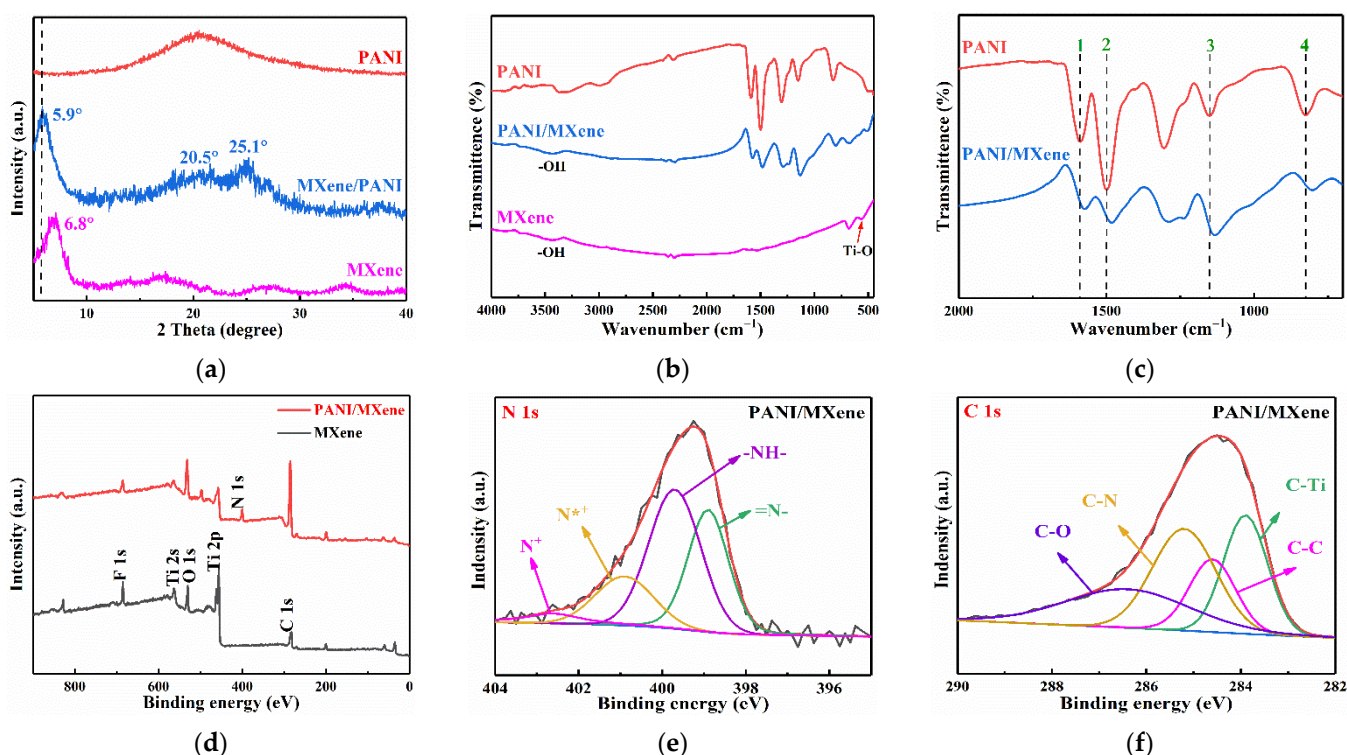 PANI
5.9°
20.5°
25.1°
MXene/PANI
6.8°
MXene
Intensity (a.u.)
10
20
30
40
2 Theta (degree)
(a)
PANI
PANI/MXene
-OH
MXene
-OH
Ti-O
Transmittence (%)
4000
3500
3000
2500
2000
1500
1000
500
Wavenumber (cm⁻¹)
(b)
PANI
1
2
3
4
PANI/MXene
Transmittence (%)
2000
1500
1000
Wavenumber (cm⁻¹)
(c)
PANI/MXene
MXene
N 1s
F 1s
Ti 2s
O 1s
Ti 2p
C 1s
Intensity (a.u.)
800
600
400
200
0
Binding energy (eV)
(d)
N 1s
PANI/MXene
-NH-
=N-
N*⁺
N⁺
Indensity (a.u.)
404
402
400
398
396
Binding energy (eV)
(e)
C 1s
PANI/MXene
C-Ti
C-N
C-O
C-C
Indensity (a.u.)
290
288
286
284
282
Binding energy (eV)
(f)